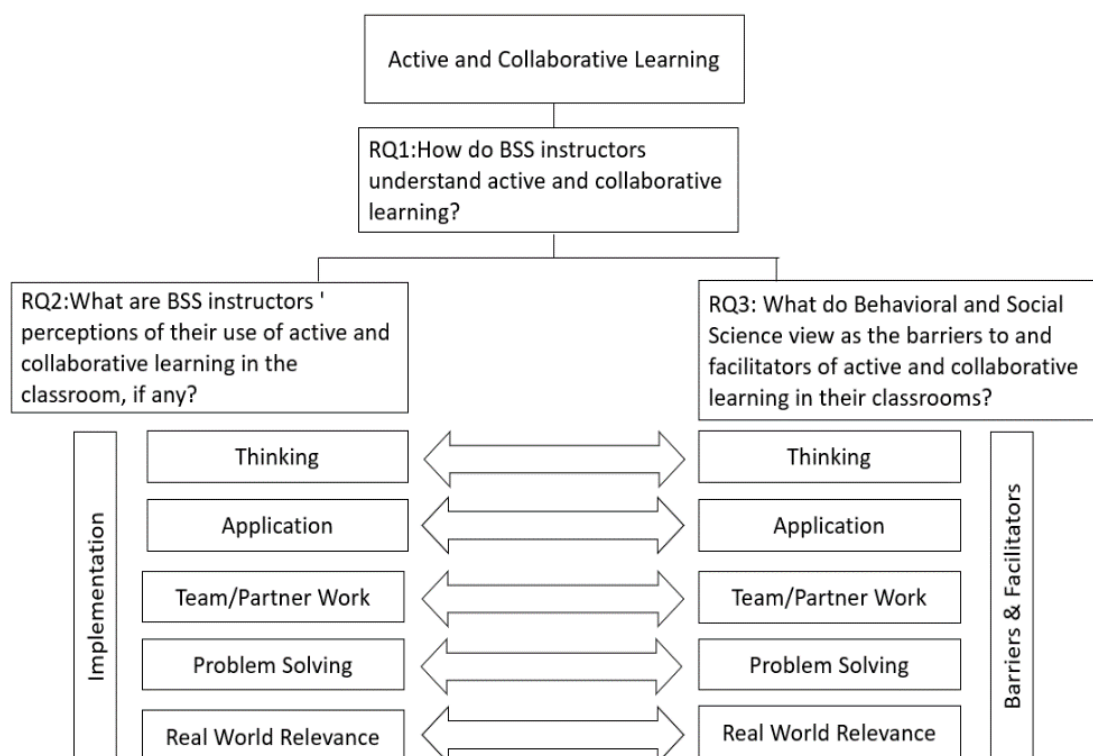 Active and Collaborative Learning
RQ1:How do BSS instructors
understand active and collaborative
learning?
RQ2:What are BSS instructors '
perceptions of their use of active and
collaborative learning in the
classroom, if any?
RQ3: What do Behavioral and Social
Science view as the barriers to and
facilitators of active and collaborative
learning in their classrooms?
Implementation
Thinking
Thinking
Application
Application
Team/Partner Work
Team/Partner Work
Problem Solving
Problem Solving
Real World Relevance
Real World Relevance
Barriers & Facilitators